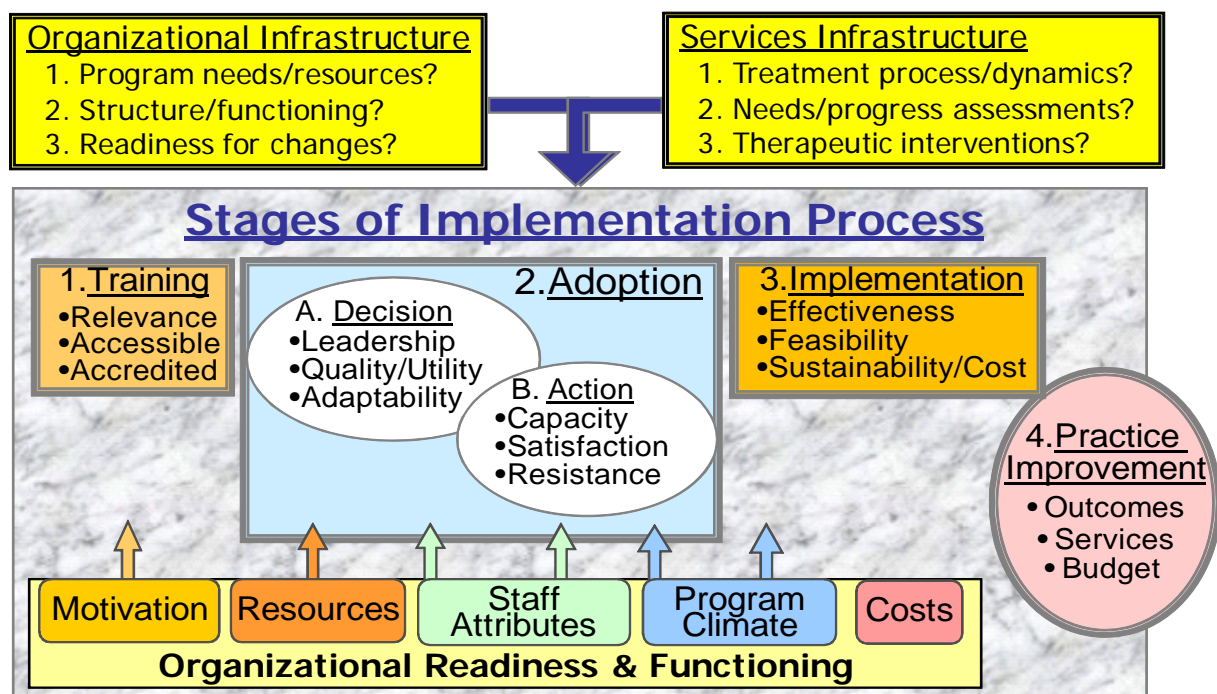 Organizational Infrastructure
1. Program needs/resources?
2. Structure/functioning?
3. Readiness for changes?
Services Infrastructure
1. Treatment process/dynamics?
2. Needs/progress assessments?
3. Therapeutic interventions?
Stages of Implementation Process
1.Training
•Relevance
•Accessible
•Accredited
2.Adoption
A. Decision
•Leadership
•Quality/Utility
•Adaptability
B. Action
•Capacity
•Satisfaction
•Resistance
3.Implementation
•Effectiveness
•Feasibility
•Sustainability/Cost
4.Practice
Improvement
• Outcomes
• Services
• Budget
Motivation
Resources
Staff
Attributes
Program
Climate
Costs
Organizational Readiness & Functioning